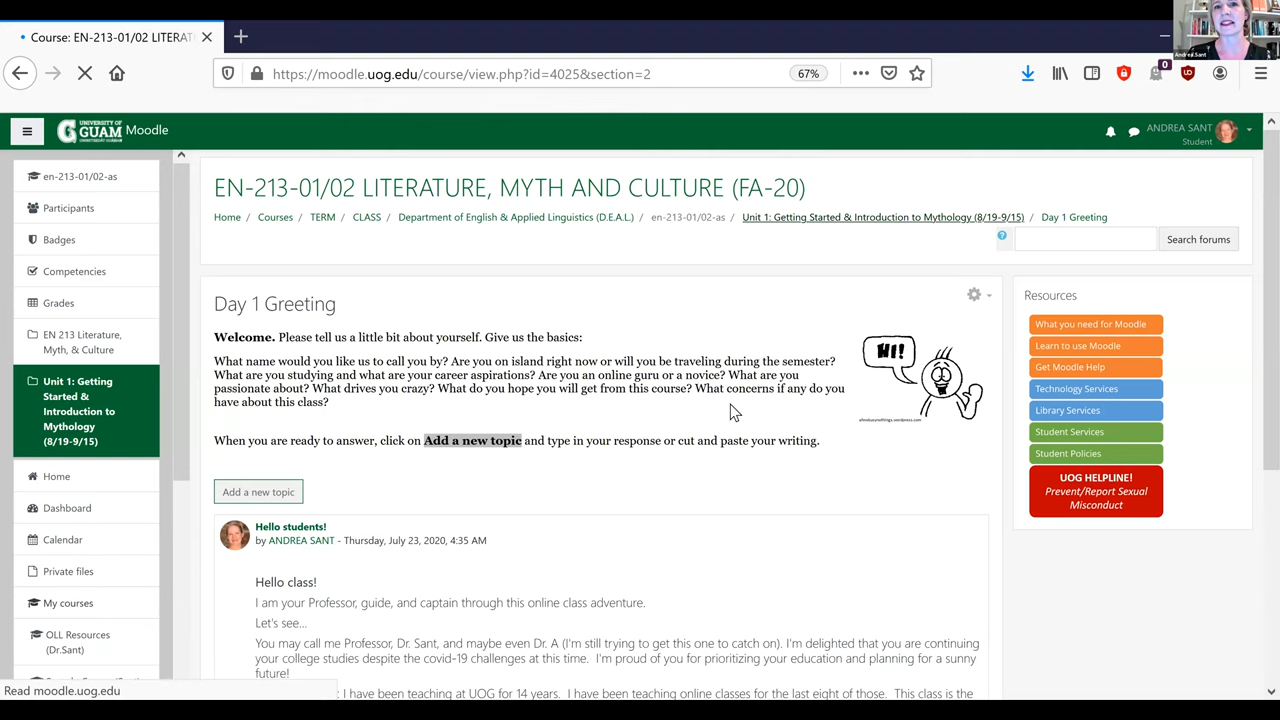 Course: EN-213-01/02 LITERAT
Andrea Sant
https://moodle.uog.edu/course/view.php?id=4025&section=2
67%
0
UNIVERSITY OF
GUAM
Moodle
ANDREA SANT
Student
en-213-01/02-as
Participants
Badges
Competencies
Grades
EN 213 Literature,
Myth, & Culture
Unit 1: Getting
Started &
Introduction to
Mythology
(8/19-9/15)
Home
Dashboard
Calendar
Private files
My courses
OLL Resources
(Dr.Sant)
Read moodle.uog.edu
EN-213-01/02 LITERATURE, MYTH AND CULTURE (FA-20)
Home / Courses / TERM / CLASS / Department of English & Applied Linguistics (D.E.A.L.) / en-213-01/02-as / Unit 1: Getting Started & Introduction to Mythology (8/19-9/15) / Day 1 Greeting
Search forums
Day 1 Greeting
Welcome. Please tell us a little bit about yourself. Give us the basics:
What name would you like us to call you by? Are you on island right now or will you be traveling during the semester?
What are you studying and what are your career aspirations? Are you an online guru or a novice? What are you
passionate about? What drives you crazy? What do you hope you will get from this course? What concerns if any do you
have about this class?
HI!
When you are ready to answer, click on Add a new topic and type in your response or cut and paste your writing.
Add a new topic
Hello students!
by ANDREA SANT - Thursday, July 23, 2020, 4:35 AM
Hello class!
I am your Professor, guide, and captain through this online class adventure.
Let's see...
You may call me Professor, Dr. Sant, and maybe even Dr. A (I'm still trying to get this one to catch on). I'm delighted that you are continuing
your college studies despite the covid-19 challenges at this time. I'm proud of you for prioritizing your education and planning for a sunny
future!
: I have been teaching at UOG for 14 years. I have been teaching online classes for the last eight of those. This class is the
Resources
What you need for Moodle
Learn to use Moodle
Get Moodle Help
Technology Services
Library Services
Student Services
Student Policies
UOG HELPLINE!
Prevent/Report Sexual
Misconduct